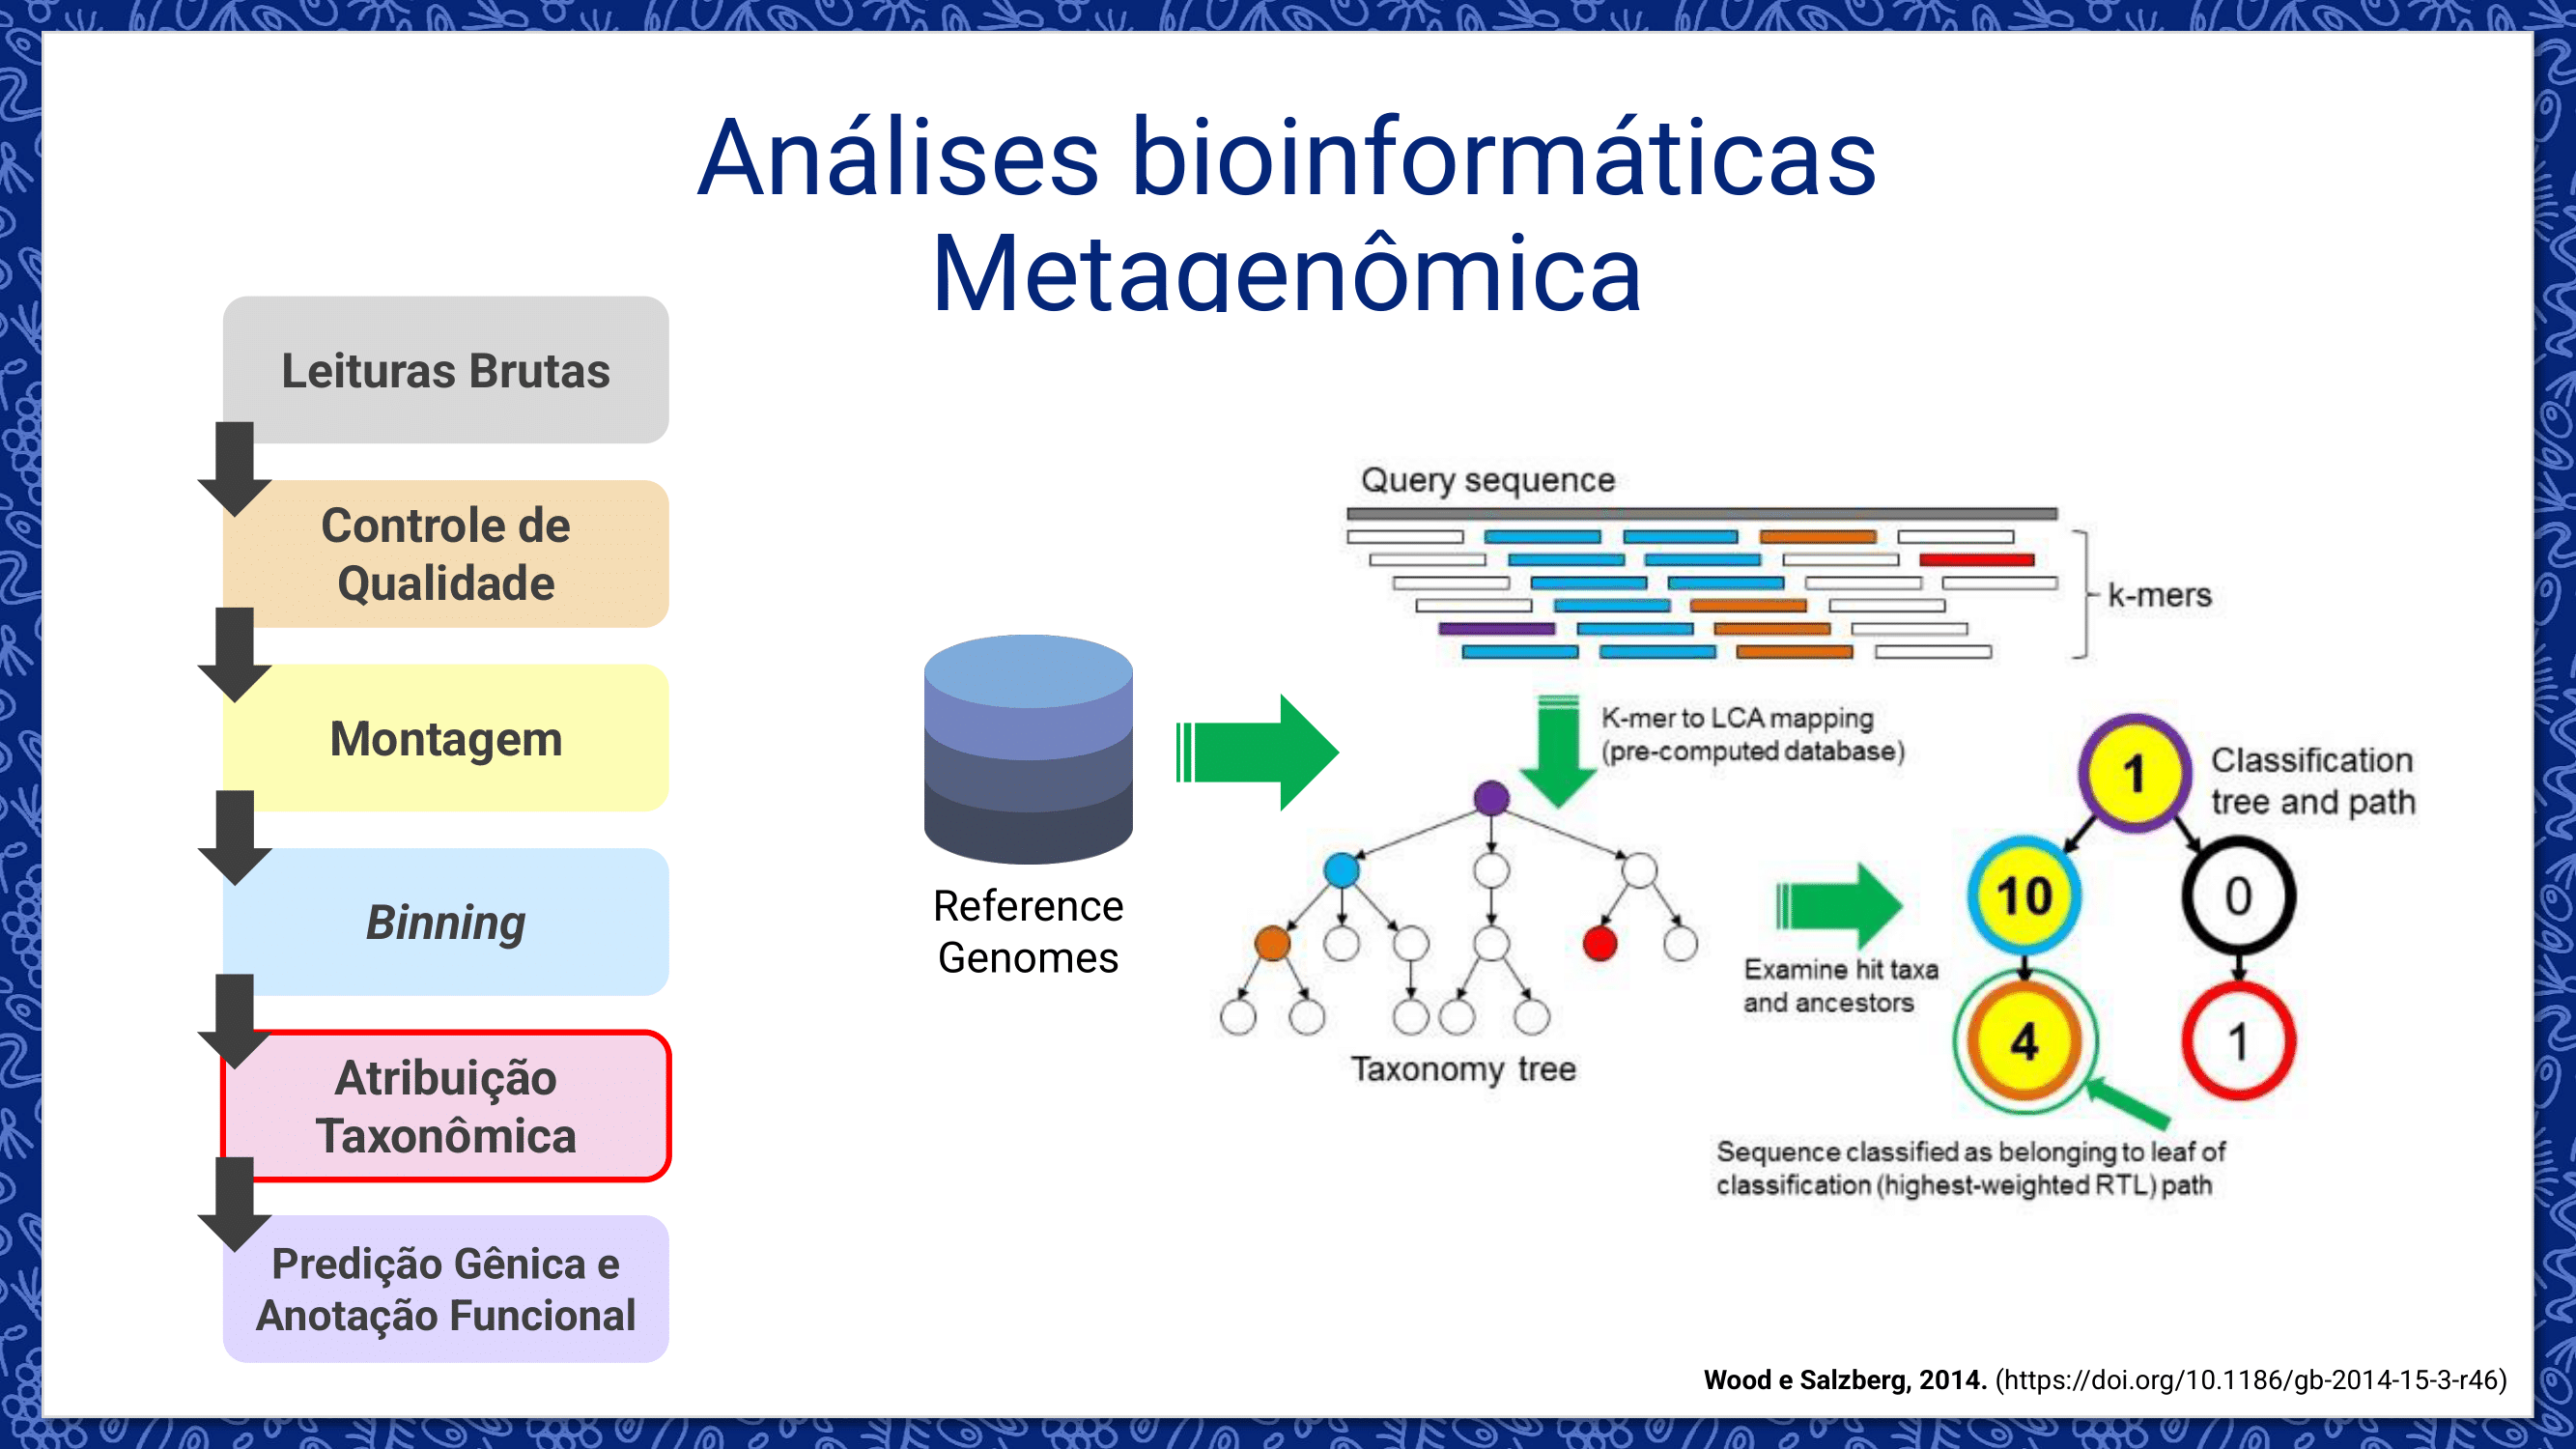 Análises bioinformáticas
Metagenômica
Leituras Brutas
Controle de
Qualidade
Montagem
Binning
Atribuição
Taxonômica
Predição Gênica e
Anotação Funcional
Reference
Genomes
Query sequence
k-mers
K-mer to LCA mapping
(pre-computed database)
Taxonomy tree
Examine hit taxa
and ancestors
Classification
tree and path
1
10
0
4
1
Sequence classified as belonging to leaf of
classification (highest-weighted RTL) path
Wood e Salzberg, 2014. (https://doi.org/10.1186/gb-2014-15-3-r46)